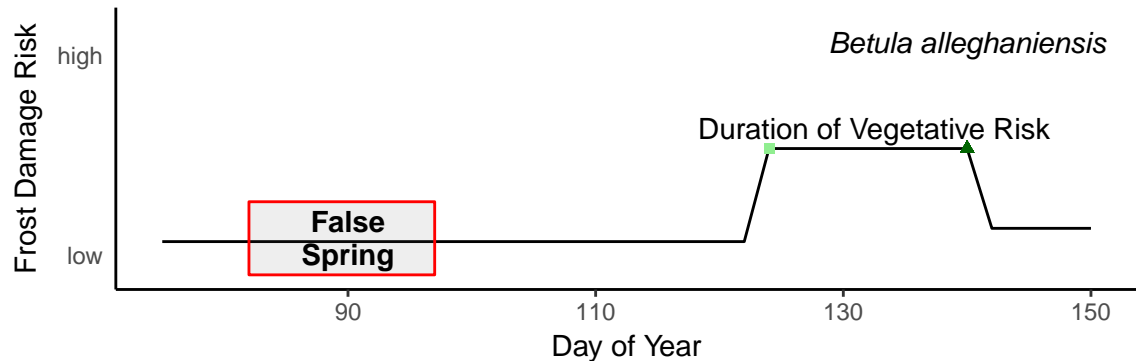 Betula alleghaniensis
high
Duration of Vegetative Risk
False
Spring
low
Frost Damage Risk
90 110 130 150
Day of Year